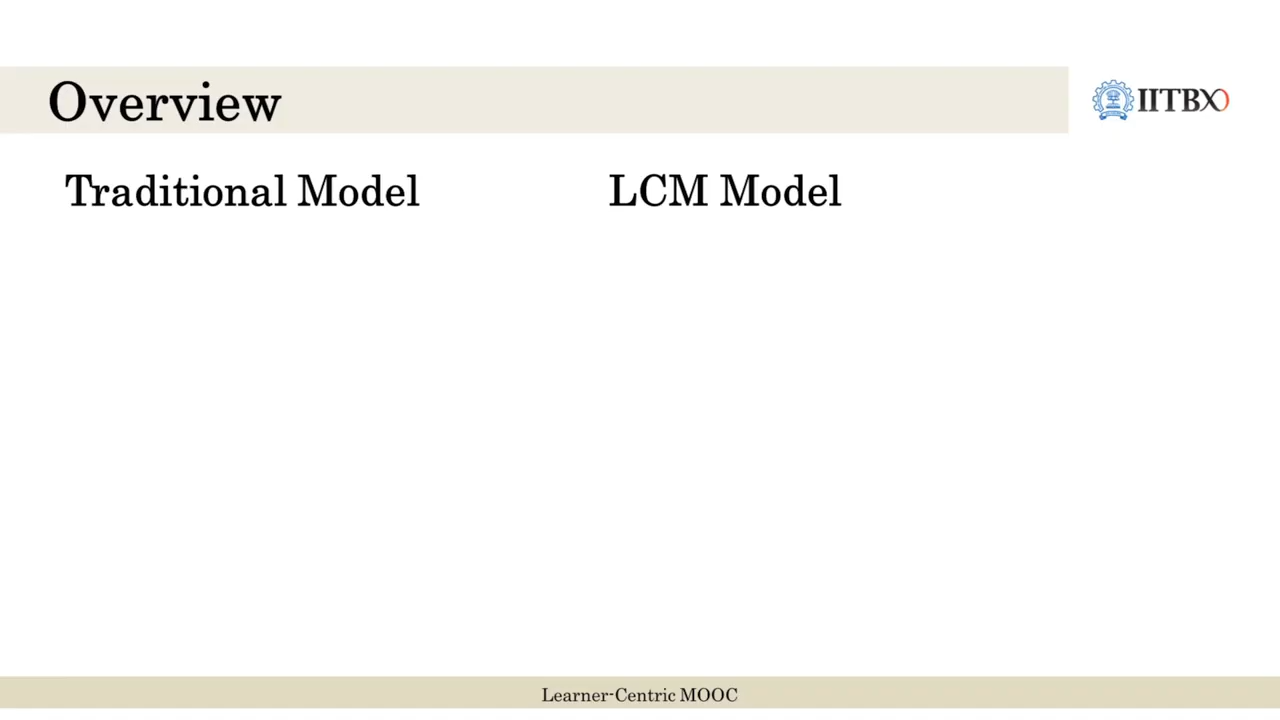 Overview
IITBX
Traditional Model
LCM Model
Learner-Centric MOOC